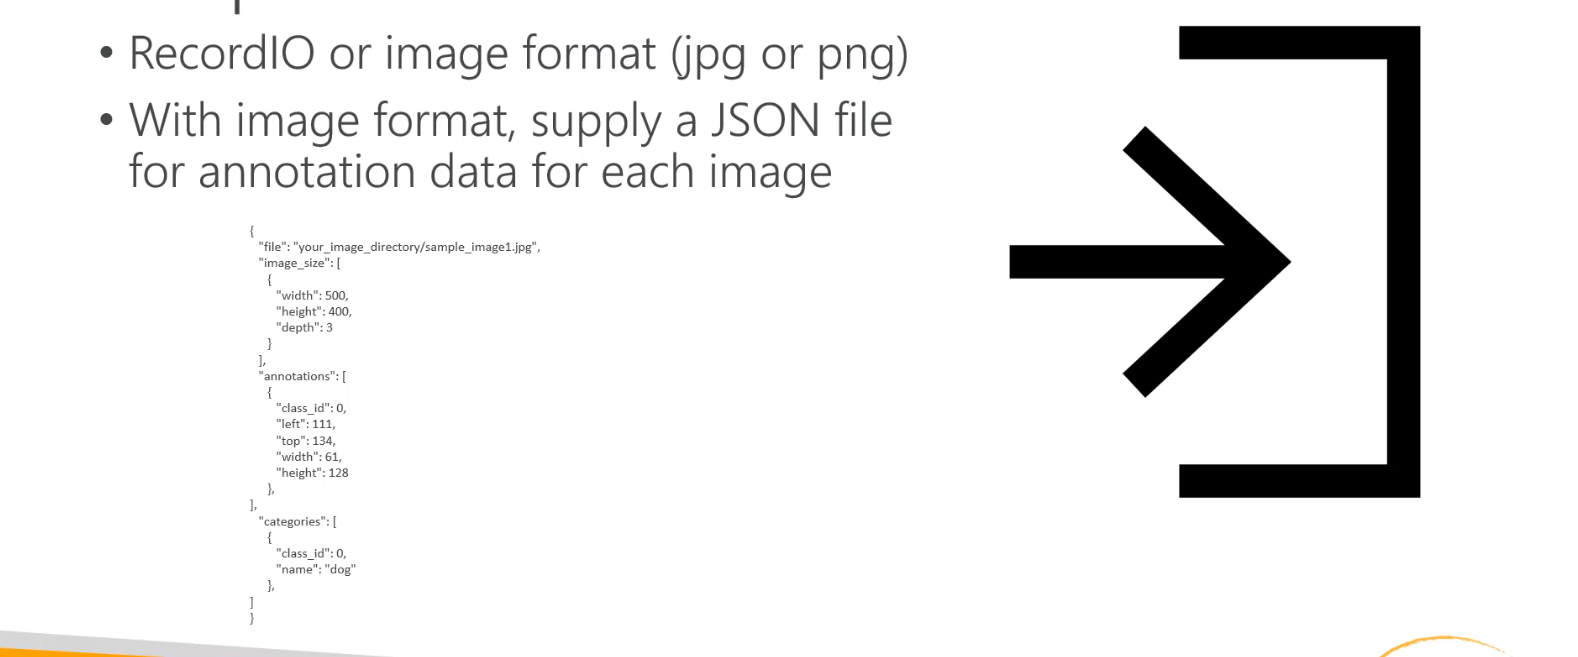 • RecordIO or image format (jpg or png)
• With image format, supply a JSON file
for annotation data for each image
{
"file": "your_image_directory/sample_image1.jpg",
"image_size": [
{
"width": 500,
"height": 400,
"depth": 3
}
],
"annotations": [
{
"class_id": 0,
"left": 111,
"top": 134,
"width": 61,
"height": 128
},
],
"categories": [
{
"class_id": 0,
"name": "dog"
},
]
}